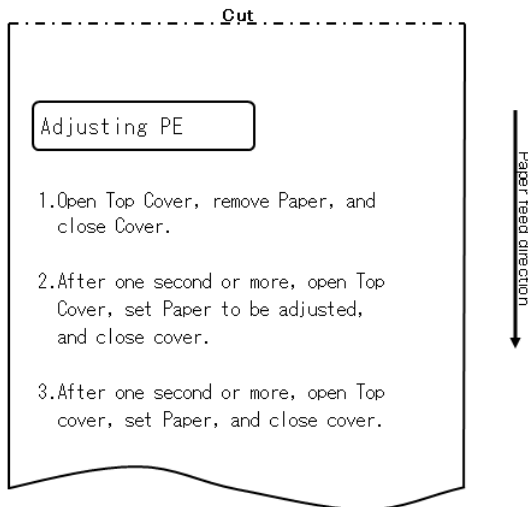 Cut
Adjusting PE
1.Open Top Cover, remove Paper, and
close Cover.
2.After one second or more, open Top
Cover, set Paper to be adjusted,
and close cover.
3.After one second or more, open Top
cover, set Paper, and close cover.
Paper feed direction